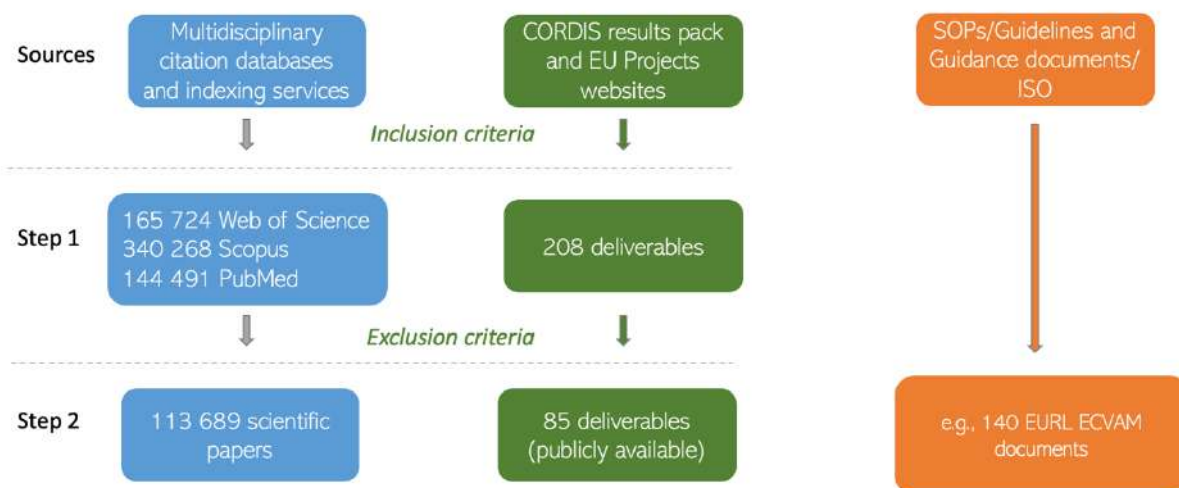 Sources
Multidisciplinary
citation databases
and indexing services
CORDIS results pack
and EU Projects
websites
SOPs/Guidelines and
Guidance documents/
ISO
Inclusion criteria
Step 1
165 724 Web of Science
340 268 Scopus
144 491 PubMed
208 deliverables
Exclusion criteria
Step 2
113 689 scientific
papers
85 deliverables
(publicly available)
e.g., 140 EURL ECVAM
documents